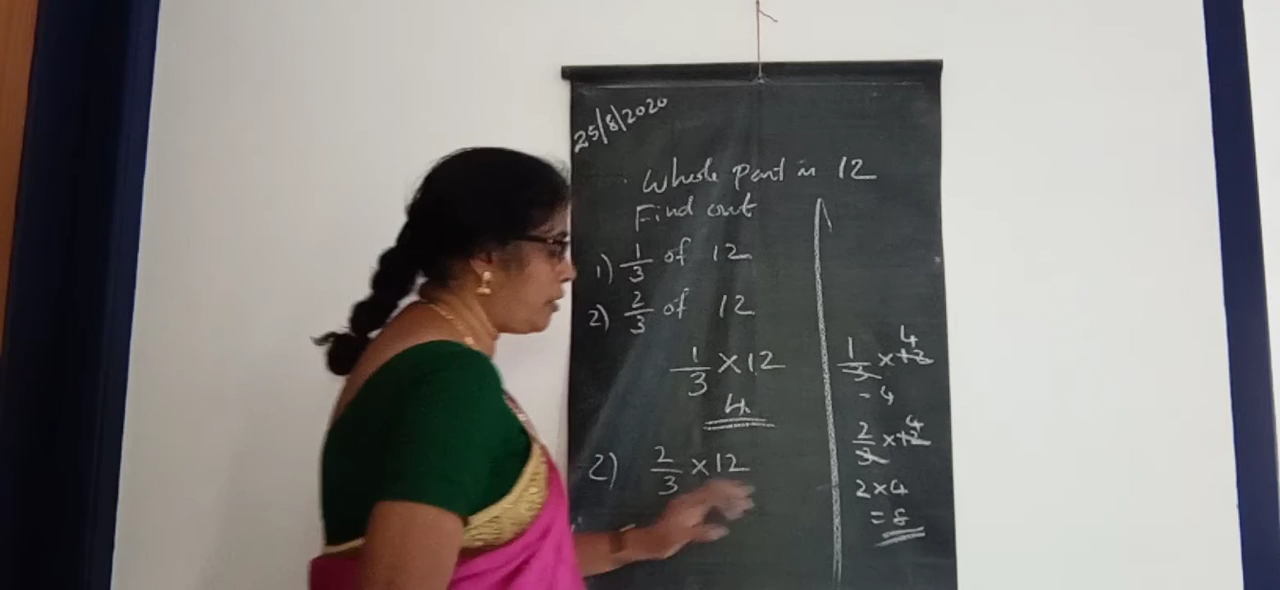 25/8/2020
Whole part in 12
Find out
1) 1/3 of 12
2) 2/3 of 12
1/3 × 12
4
2) 2/3 × 12
4
1/3 × 12
= 4
4
2/3 × 12
2 × 4
= 8